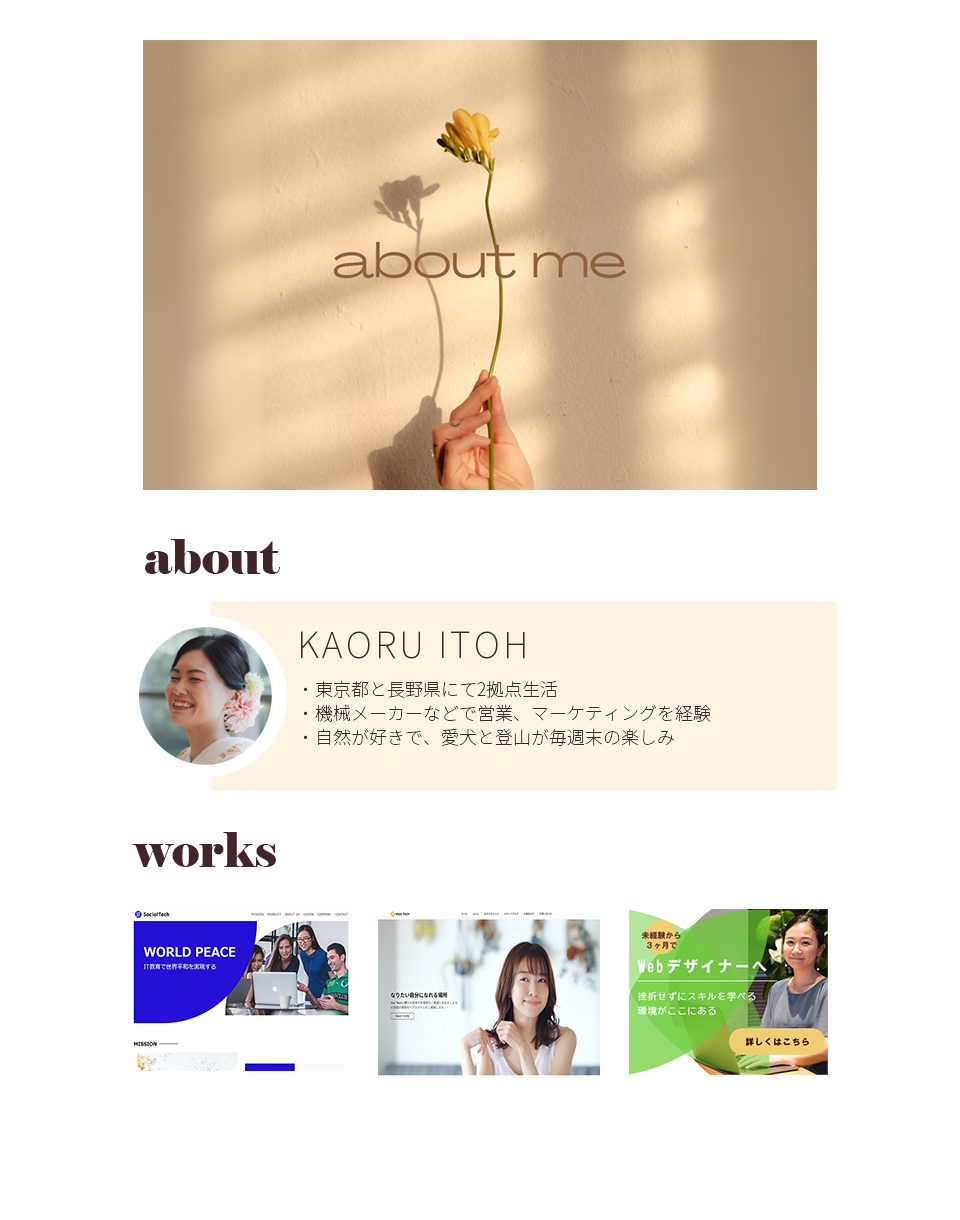 about me
about
KAORU ITOH
・東京都と長野県にて2拠点生活
・機械メーカーなどで営業、マーケティングを経験
・自然が好きで、愛犬と登山が毎週末の楽しみ
works
SocialTech
MISSION PRODUCT ABOUT US VISION COMPANY CONTACT
WORLD PEACE
IT教育で世界平和を実現する
MISSION
Hair Tech
なりたい自分になれる場所
未経験から
3ヶ月で
Webデザイナーへ
挫折せずにスキルを学べる
環境がここにある
詳しくはこちら